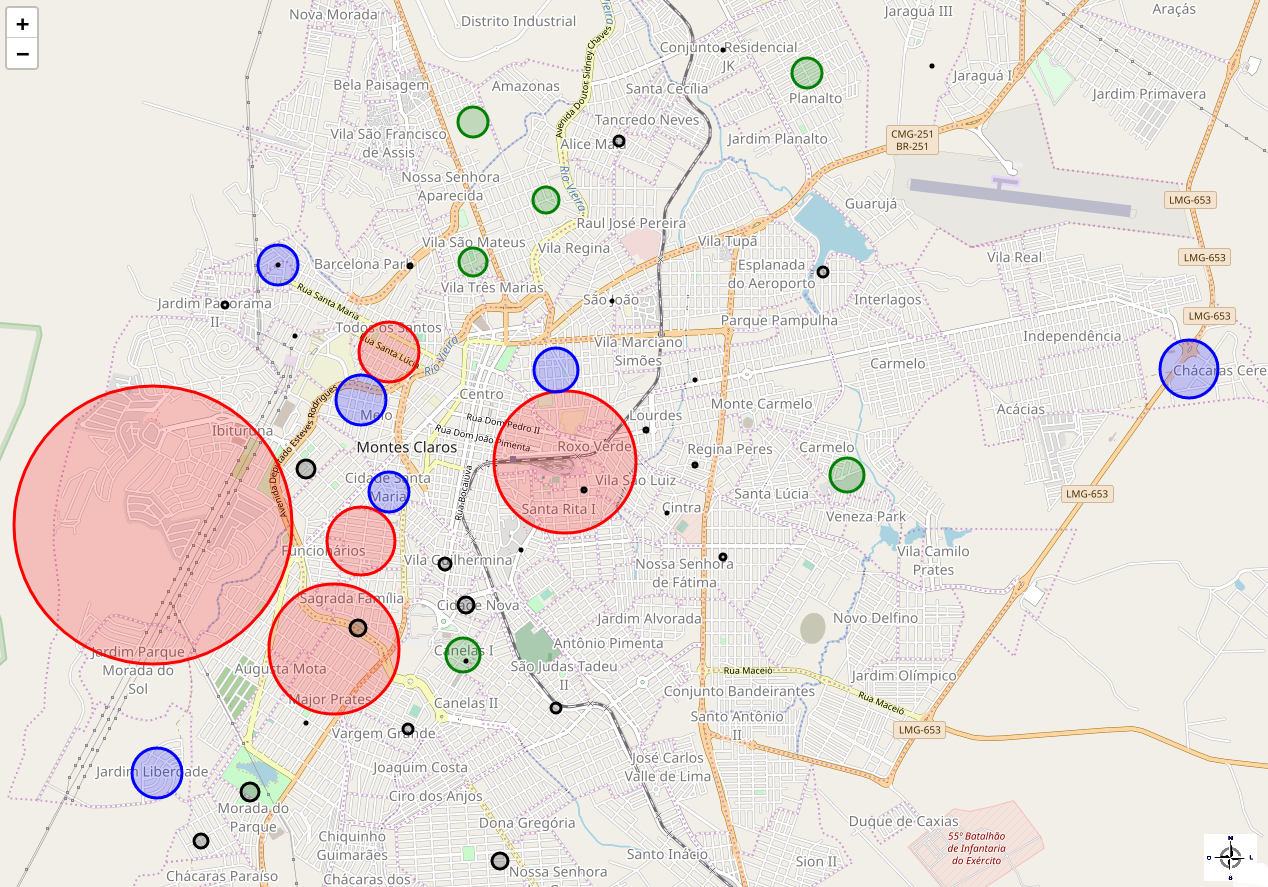 +
−
Nova Morada
Distrito Industrial
Jaraguá III
Araçás
Conjunto Residencial
JK
Avenida Doutor Sidney Chaves
Bela Paisagem
Amazonas
Santa Cecília
Planalto
Jaraguá I
Jardim Primavera
Vila São Francisco
de Assis
Tancredo Neves
Jardim Planalto
CMG-251
BR-251
Nossa Senhora
Aparecida
Rio Vieira
Guarujá
LMG-653
Raul José Pereira
Vila São Mateus
Vila Regina
Vila Tupã
Barcelona Park
Esplanada
do Aeroporto
Vila Real
LMG-653
Vila Três Marias
Rua Santa Maria
Jardim Panorama
II
São João
Interlagos
LMG-653
Todos os Santos
Rua Santa Lúcia
Rio Vieira
Parque Pampulha
Independência
Vila Marciano
Simões
Carmelo
Chácaras Cere
Centro
Melo
Monte Carmelo
Acácias
Ibituruna
Avenida Deputado Esteves Rodrigues
Rua Dom Pedro II
Rua Dom João Pimenta
Lourdes
Montes Claros
Roxo Verde
Regina Peres
Carmelo
Cidade Santa
Maria
Rua Bocaiúva
Vila São Luiz
Santa Lúcia
LMG-653
Santa Rita I
Cintra
Veneza Park
Funcionários
Vila Guilhermina
Nossa Senhora
de Fátima
Vila Camilo
Prates
Sagrada Família
Cidade Nova
Jardim Alvorada
Novo Delfino
Jardim Parque
Morada do
Sol
Canelas I
Antônio Pimenta
Augusta Mota
São Judas Tadeu
II
Rua Maceió
Jardim Olímpico
Major Prates
Canelas II
Conjunto Bandeirantes
Rua Maceió
Santo Antônio
II
LMG-653
Vargem Grande
Jardim Liberdade
Joaquim Costa
José Carlos
Valle de Lima
Ciro dos Anjos
Morada do
Parque
Dona Gregória
Duque de Caxias
Chiquinho
Guimarães
55º Batalhão
de Infantaria
do Exército
Santo Inácio
Sion II
Chácaras Paraíso
Chácaras dos
Nossa Senhora
N
O
L
S